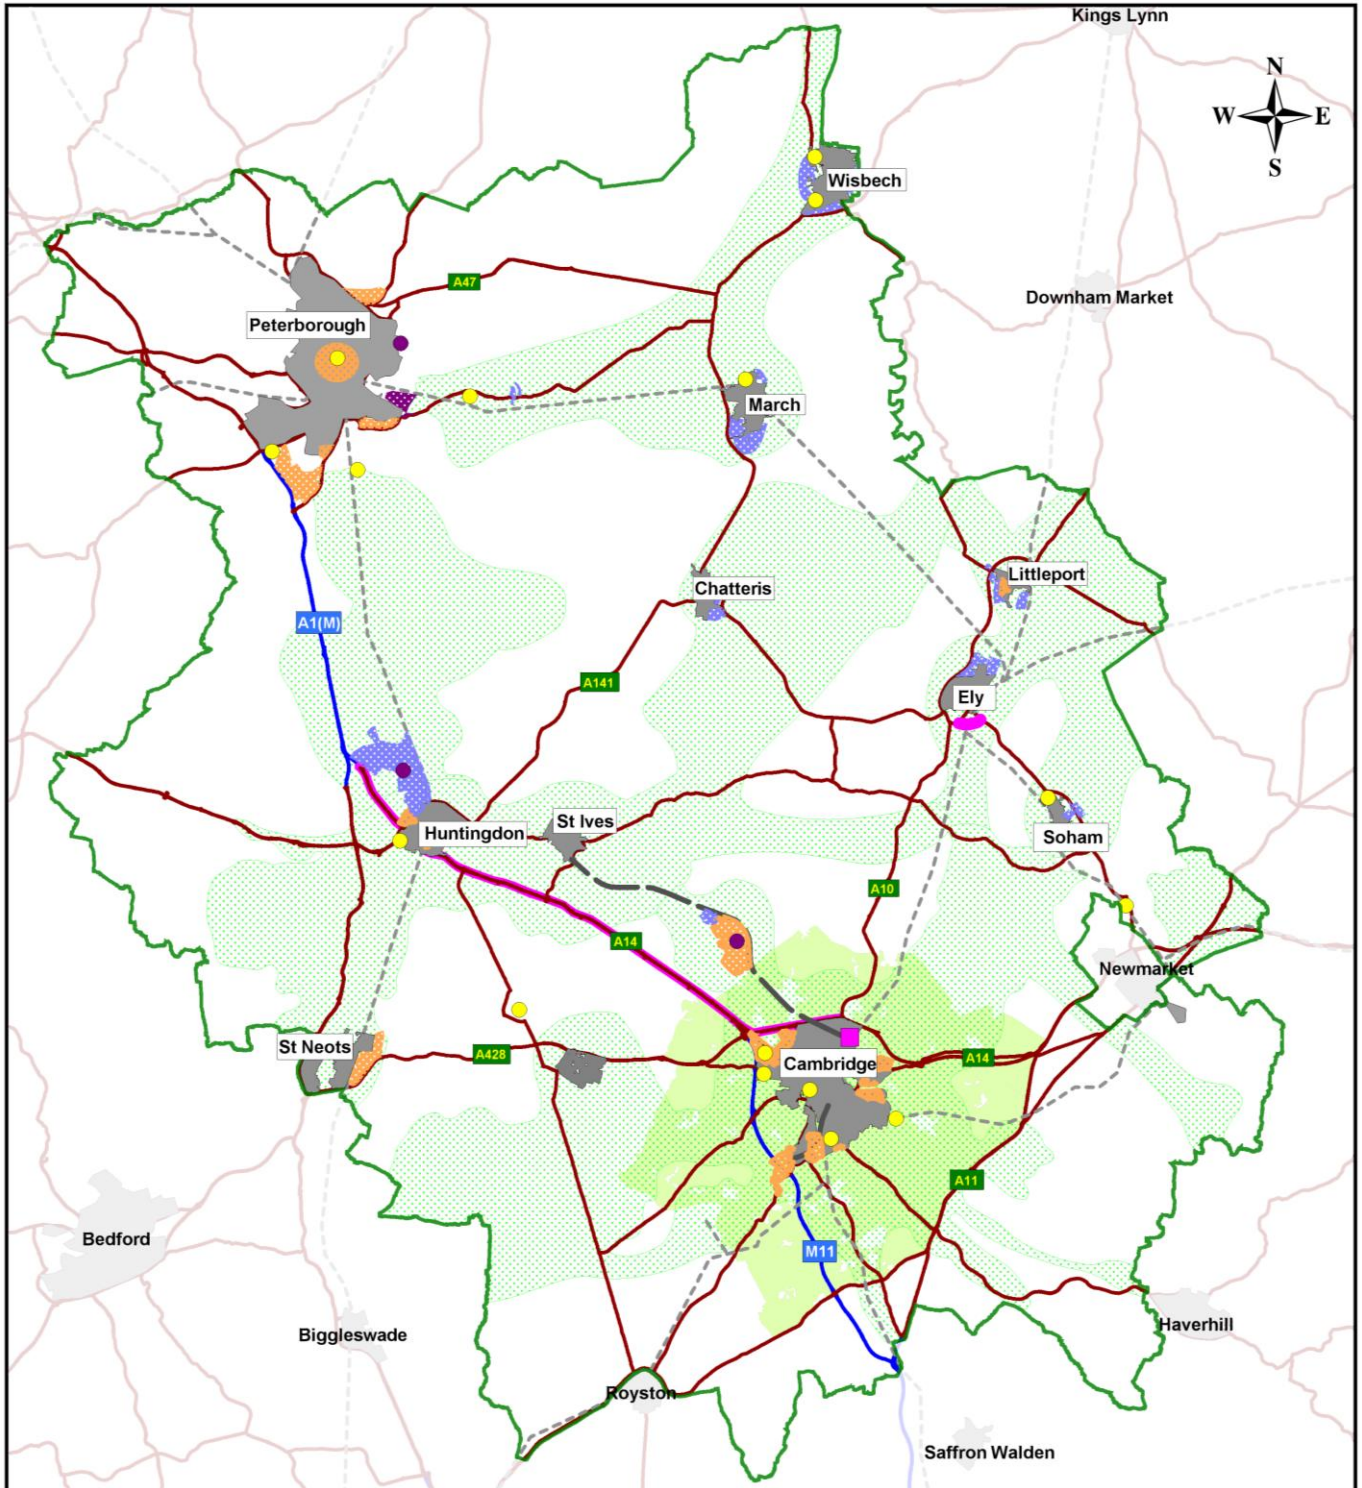 Kings Lynn
N
W E
S
Wisbech
A47
Downham Market
Peterborough
March
Littleport
Chatteris
A1(M)
A141
Ely
St Ives
Huntingdon
Soham
A10
A14
Newmarket
St Neots
A428
Cambridge
A14
A11
Bedford
M11
Biggleswade
Haverhill
Royston
Saffron Walden